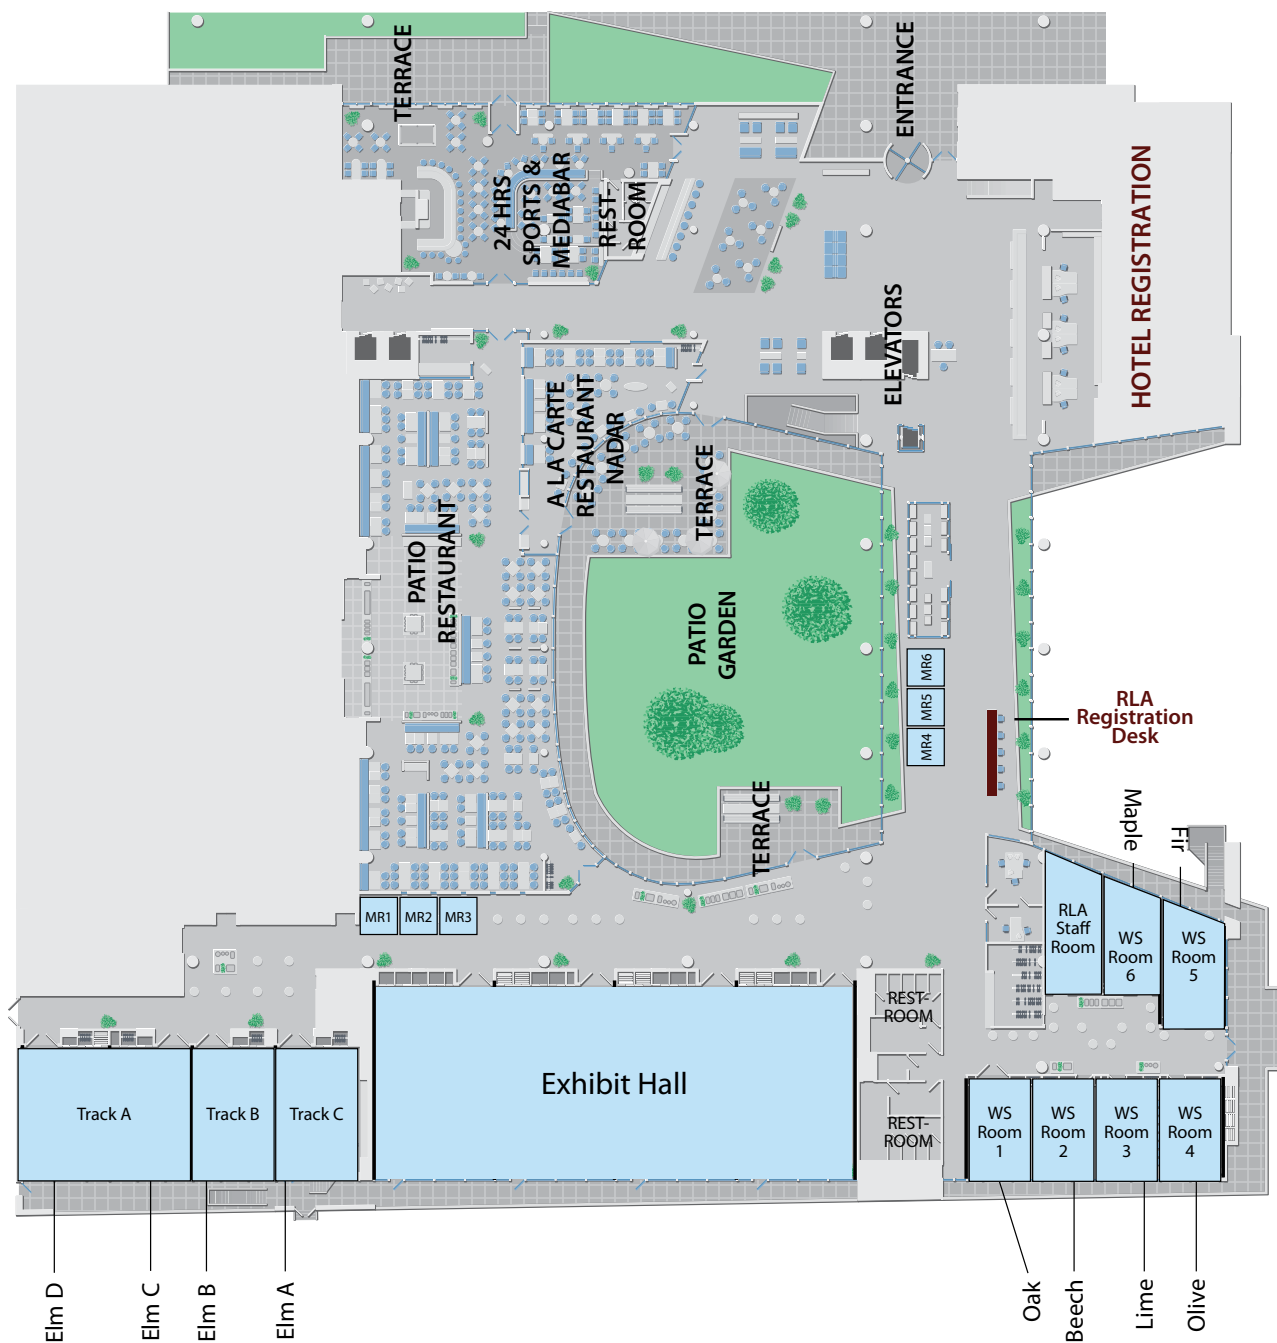 TERRACE
ENTRANCE
24 HRS
SPORTS &
MEDIABAR
REST-
ROOM
HOTEL REGISTRATION
ELEVATORS
A LA CARTE
RESTAURANT
NADAR
TERRACE
PATIO
RESTAURANT
PATIO
GARDEN
MR6
MR5
MR4
RLA
Registration
Desk
TERRACE
Maple
Fir
MR1
MR2
MR3
RLA
Staff
Room
WS
Room
6
WS
Room
5
REST-
ROOM
Exhibit Hall
Track A
Track B
Track C
REST-
ROOM
WS
Room
1
WS
Room
2
WS
Room
3
WS
Room
4
Elm D
Elm C
Elm B
Elm A
Oak
Beech
Lime
Olive